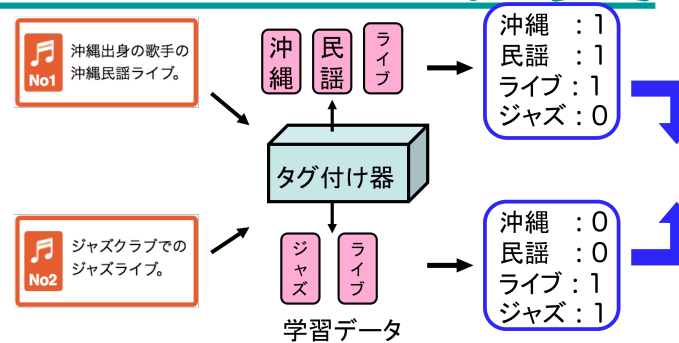 No1
沖縄出身の歌手の
沖縄民謡ライブ。
沖縄
民謡
ライブ
沖縄 : 1
民謡 : 1
ライブ : 1
ジャズ : 0
タグ付け器
No2
ジャズクラブでの
ジャズライブ。
ジャズ
ライブ
沖縄 : 0
民謡 : 0
ライブ : 1
ジャズ : 1
学習データ